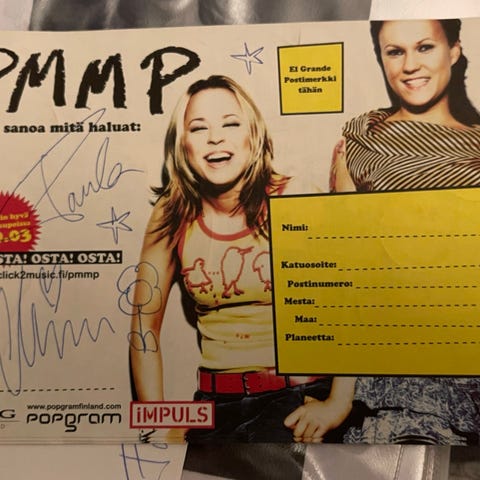 PMMP
sanoa mitä haluat:
Ei Grande
Postimerkki
tähän
Paula
OSTA! OSTA! OSTA!
click2music.fi/pmmp
Nimi:
Katuosoite:
Postinumero:
Mesta:
Maa:
Planeetta:
www.popgramfinland.com
popgram
iMPULS